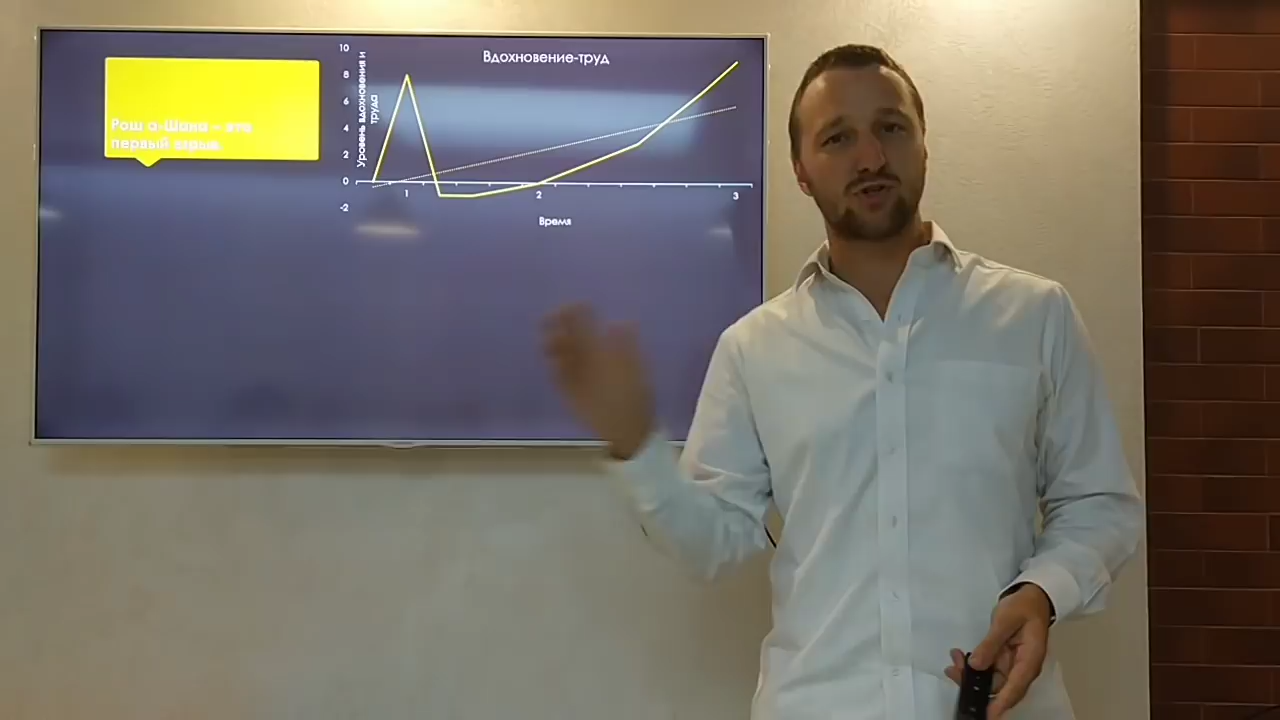 Рош а-Шана – это
первый взрыв
Вдохновение-труд
Уровень вдохновения и
труда
10
8
6
4
2
0
-2
1
2
3
Время